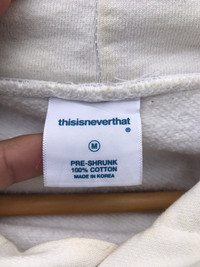 thisisneverthat
®
M
PRE-SHRUNK
100% COTTON
MADE IN KOREA